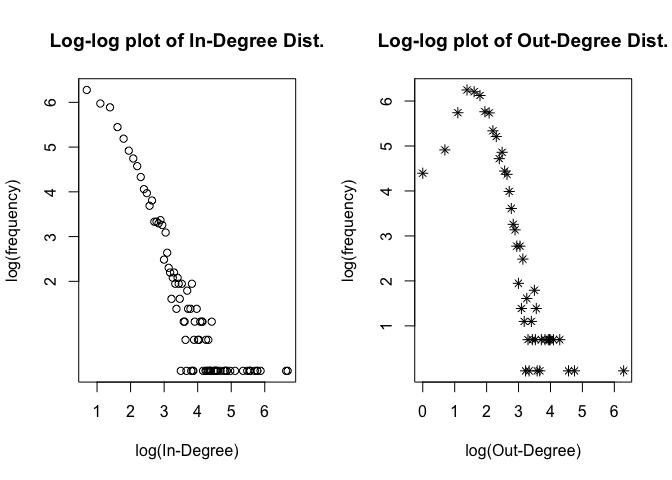 Log-log plot of In-Degree Dist.
log(frequency)
6
5
4
3
2
1 2 3 4 5 6
log(In-Degree)
Log-log plot of Out-Degree Dist.
log(frequency)
6
5
4
3
2
1
0 1 2 3 4 5 6
log(Out-Degree)